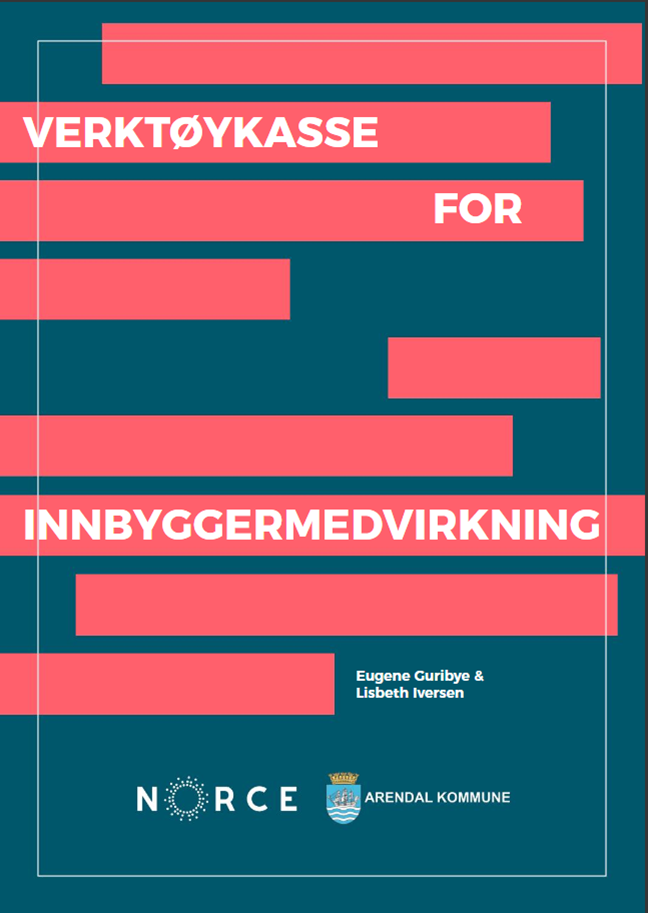 VERKTØYKASSE
FOR
INNBYGGERMEDVIRKNING
Eugene Guribye &
Lisbeth Iversen
NORCE
ARENDAL KOMMUNE